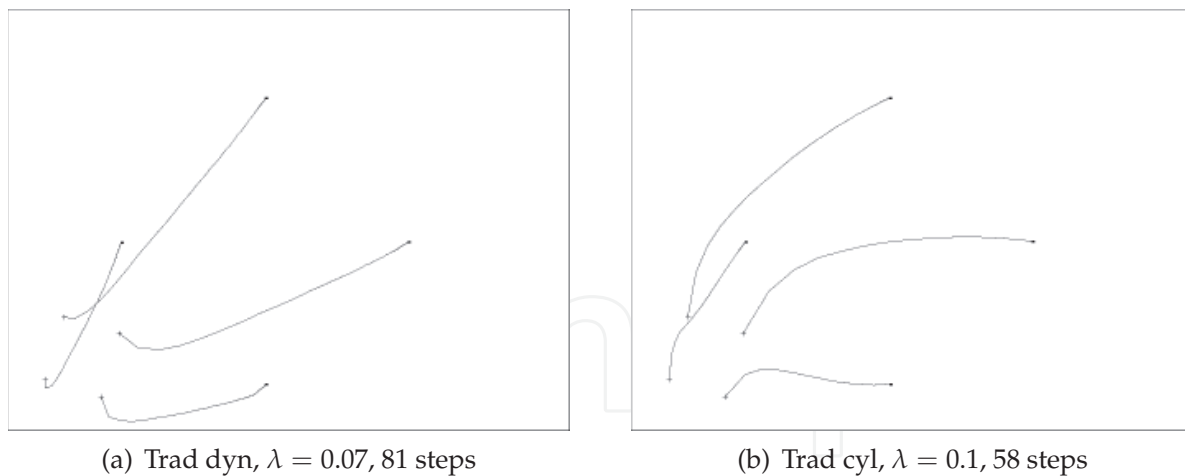 (a) Trad dyn, λ = 0.07, 81 steps
(b) Trad cyl, λ = 0.1, 58 steps